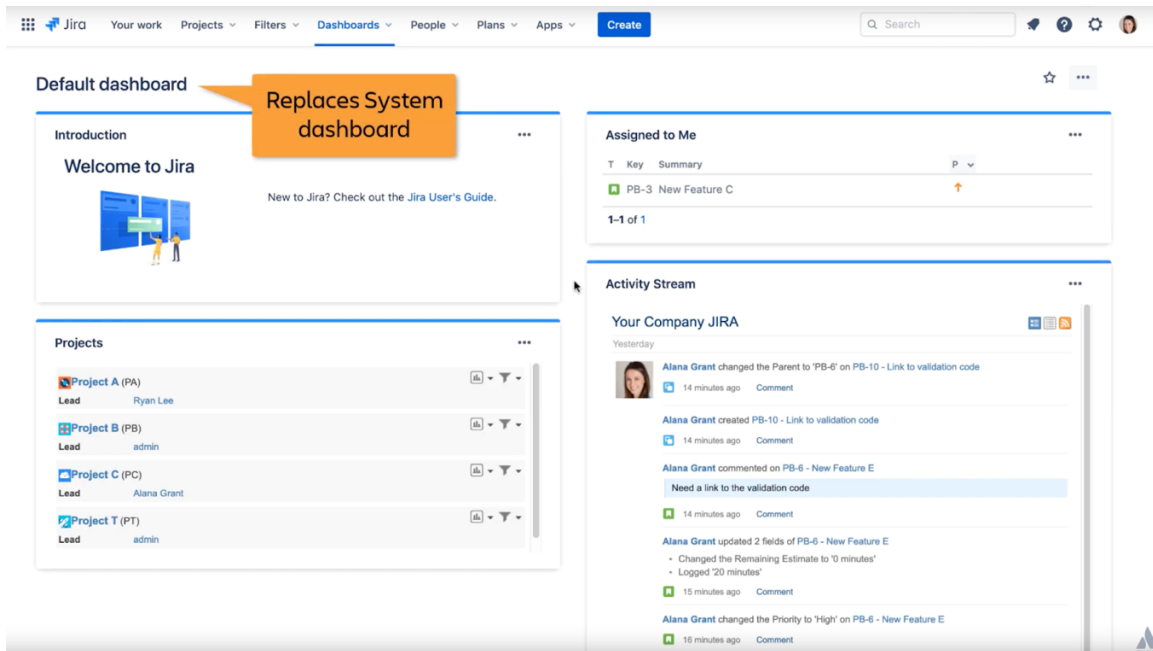 Jira Your work Projects Filters Dashboards People Plans Apps Create Search
Default dashboard
Replaces System
dashboard
Introduction
Welcome to Jira
New to Jira? Check out the Jira User's Guide.
Projects
Project A (PA)
Lead Ryan Lee
Project B (PB)
Lead admin
Project C (PC)
Lead Alana Grant
Project T (PT)
Lead admin
Assigned to Me
T Key Summary P
PB-3 New Feature C
1–1 of 1
Activity Stream
Your Company JIRA
Yesterday
Alana Grant changed the Parent to 'PB-6' on PB-10 - Link to validation code
14 minutes ago Comment
Alana Grant created PB-10 - Link to validation code
14 minutes ago Comment
Alana Grant commented on PB-6 - New Feature E
Need a link to the validation code
14 minutes ago Comment
Alana Grant updated 2 fields of PB-6 - New Feature E
• Changed the Remaining Estimate to '0 minutes'
• Logged '20 minutes'
15 minutes ago Comment
Alana Grant changed the Priority to 'High' on PB-6 - New Feature E
16 minutes ago Comment